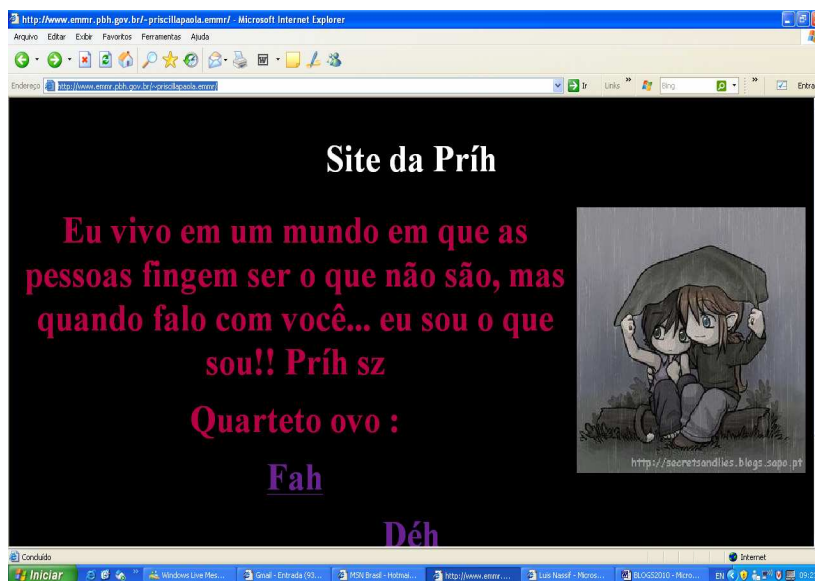 http://www.emmr.pbh.gov.br/~priscillapaola.emmr/ - Microsoft Internet Explorer
Arquivo Editar Exibir Favoritos Ferramentas Ajuda
Endereço http://www.emmr.pbh.gov.br/~priscillapaola.emmr/ Ir Links Bing Entra
Site da Príh
Eu vivo em um mundo em que as
pessoas fingem ser o que não são, mas
quando falo com você... eu sou o que
sou!! Príh sz
Quarteto ovo :
Fah
Déh
http://secretsandlies.blogs.sapo.pt
Concluído Internet
Iniciar Windows Live Mes... Gmail - Entrada (93... MSN Brasil - Hotmai... http://www.emmr.... Luis Nassif - Micros... BLOGS2010 - Micro... EN 09:2